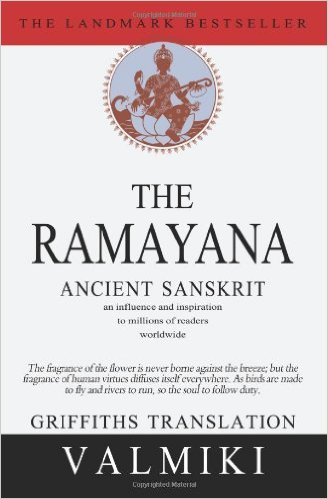 THE LANDMARK BESTSELLER
THE
RAMAYANA
ANCIENT SANSKRIT
an influence and inspiration
to millions of readers
worldwide
The fragrance of the flower is never borne against the breeze; but the
fragrance of human virtues diffuses itself everywhere. As birds are made
to fly and rivers to run, so the soul to follow duty.
GRIFFITHS TRANSLATION
VALMIKI